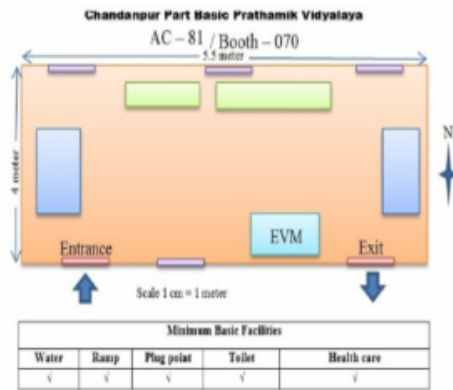 Chandanpur Part Basic Prathamik Vidyalaya
AC – 81 / Booth – 070
5.5 meter
4 meter
N
EVM
Entrance
Exit
Scale 1 cm = 1 meter
Minimum Basic Facilities
Water Ramp Plug point Toilet Health care
√ √ √ √ √